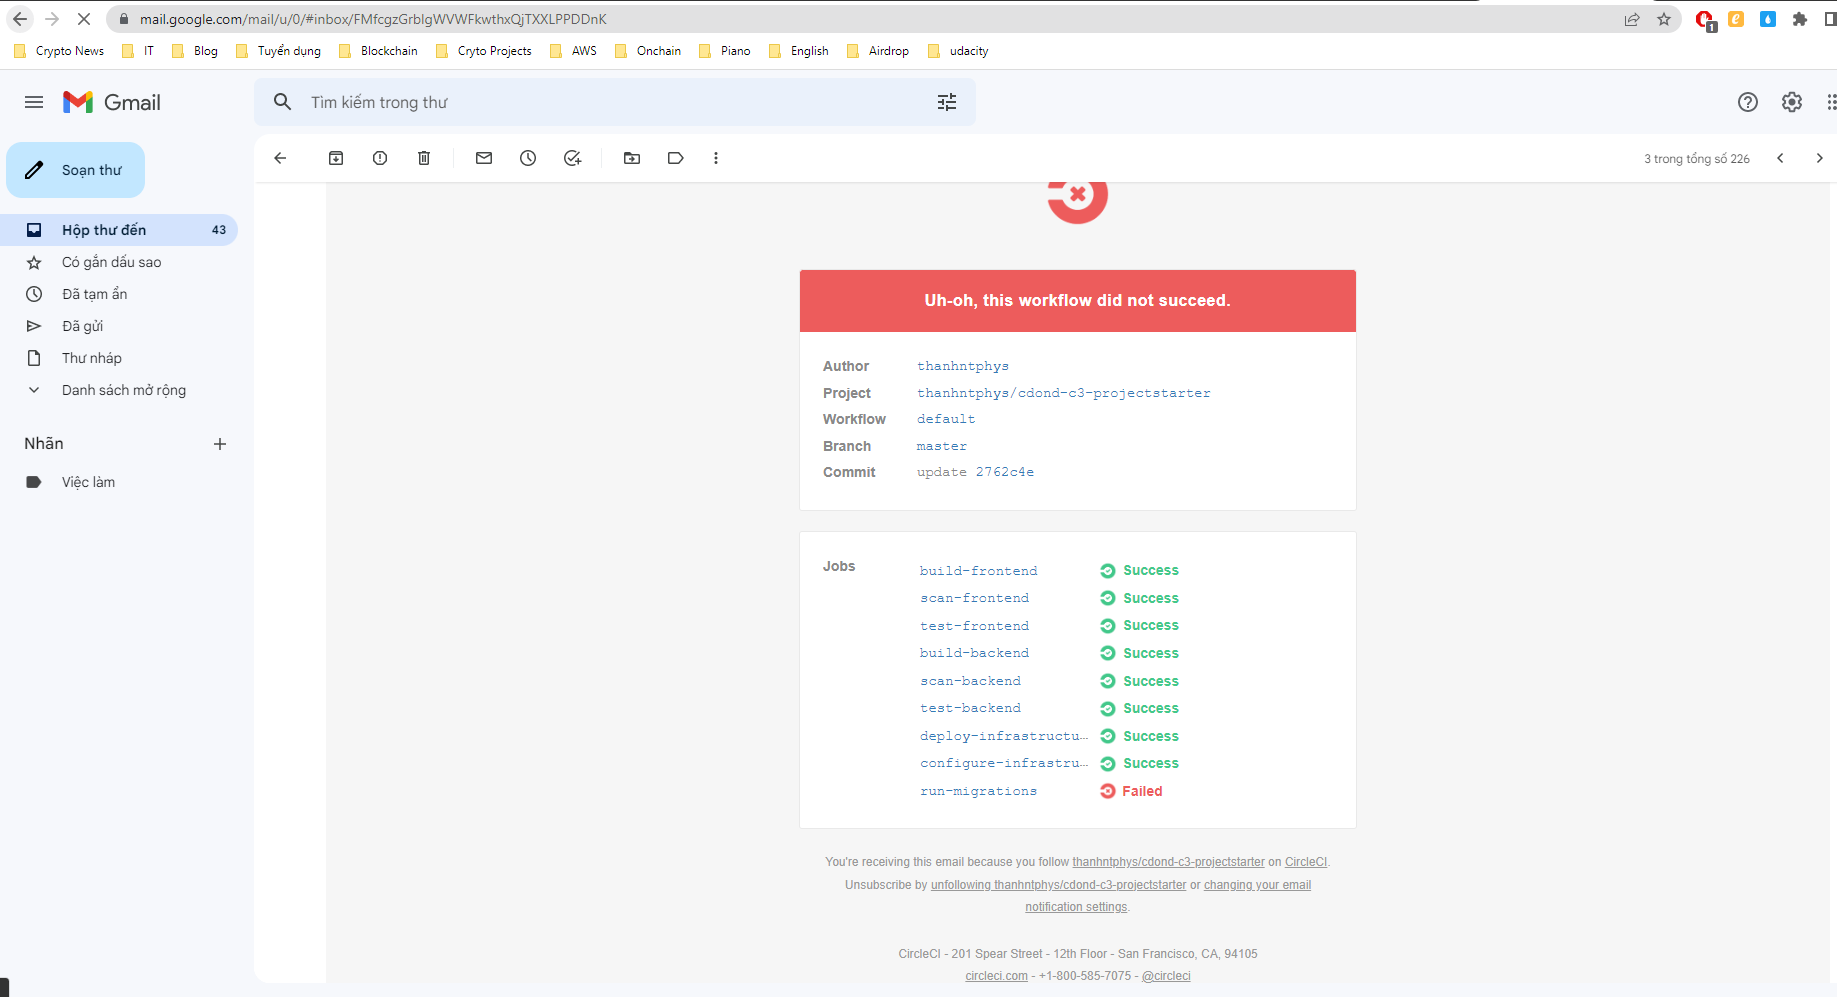 mail.google.com/mail/u/0/#inbox/FMfcgzGrblgWVWFkwthxQjTXXLPPDDnK
1
Crypto News IT Blog Tuyển dụng Blockchain Cryto Projects AWS Onchain Piano English Airdrop udacity
Gmail
Tìm kiếm trong thư
Soạn thư
3 trong tổng số 226
Hộp thư đến 43
Có gắn dấu sao
Đã tạm ẩn
Đã gửi
Thư nháp
Danh sách mở rộng
Nhãn
Việc làm
Uh-oh, this workflow did not succeed.
Author thanhntphys
Project thanhntphys/cdond-c3-projectstarter
Workflow default
Branch master
Commit update 2762c4e
Jobs
build-frontend Success
scan-frontend Success
test-frontend Success
build-backend Success
scan-backend Success
test-backend Success
deploy-infrastructu… Success
configure-infrastru… Success
run-migrations Failed
You're receiving this email because you follow thanhntphys/cdond-c3-projectstarter on CircleCI.
Unsubscribe by unfollowing thanhntphys/cdond-c3-projectstarter or changing your email
notification settings.
CircleCI - 201 Spear Street - 12th Floor - San Francisco, CA, 94105
circleci.com - +1-800-585-7075 - @circleci